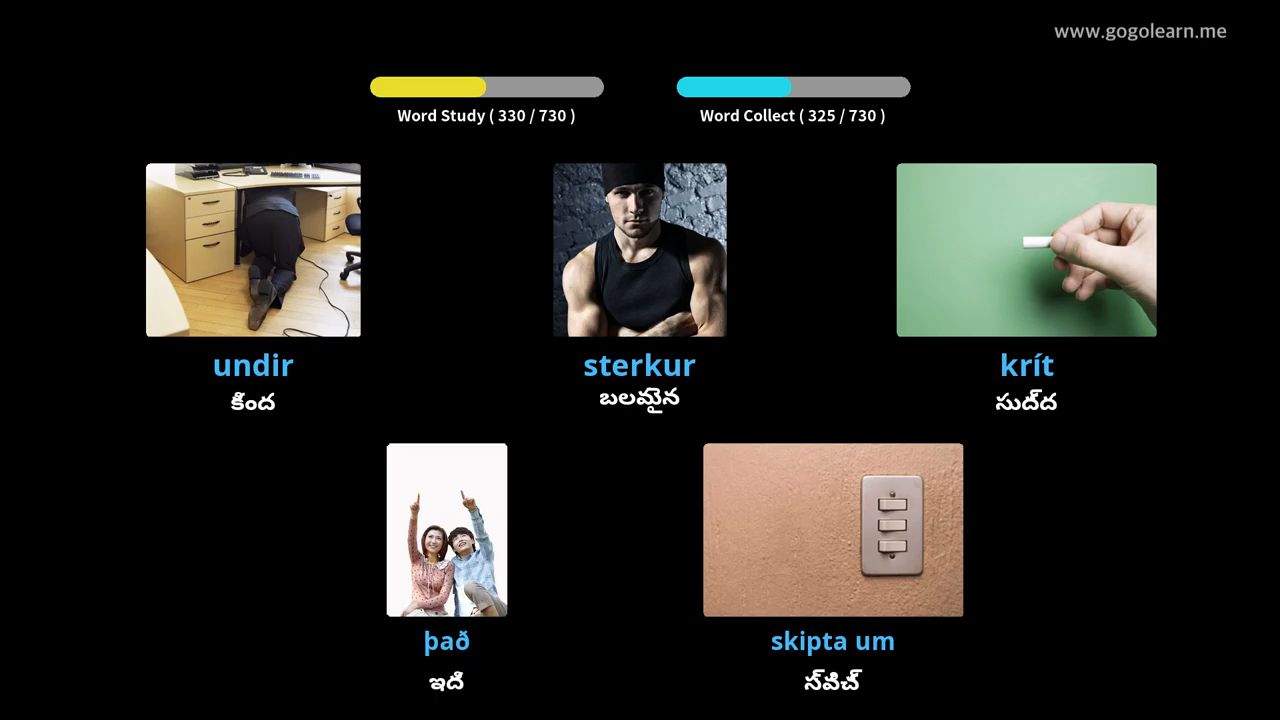 www.gogolearn.me
Word Study ( 330 / 730 )
Word Collect ( 325 / 730 )
undir
sterkur
krít
కింద
బలమైన
సుద్ద
það
skipta um
ఇది
స్విచ్